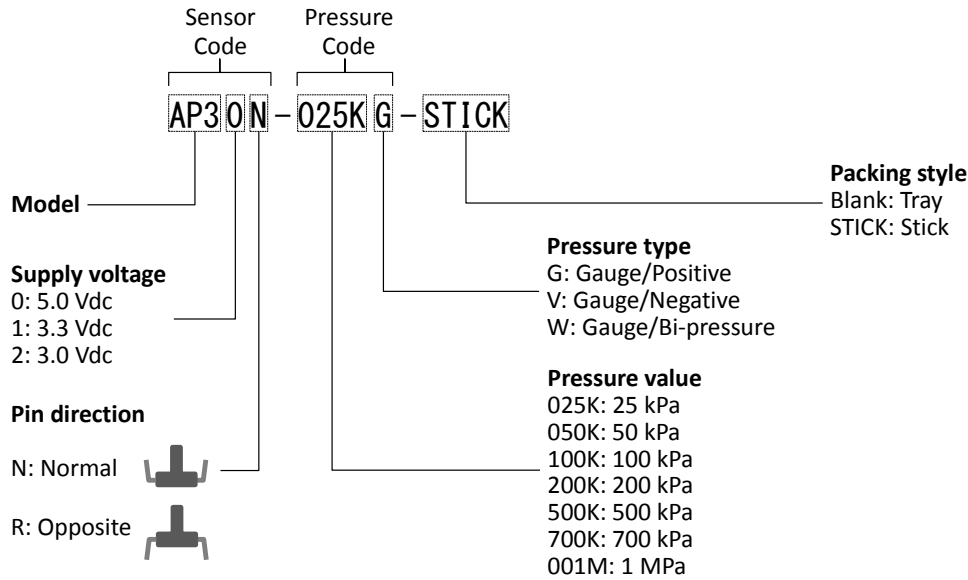 Sensor Code
Pressure Code
AP30N-025KG-STICK
Model
Supply voltage
0: 5.0 Vdc
1: 3.3 Vdc
2: 3.0 Vdc
Pin direction
N: Normal
R: Opposite
Packing style
Blank: Tray
STICK: Stick
Pressure type
G: Gauge/Positive
V: Gauge/Negative
W: Gauge/Bi-pressure
Pressure value
025K: 25 kPa
050K: 50 kPa
100K: 100 kPa
200K: 200 kPa
500K: 500 kPa
700K: 700 kPa
001M: 1 MPa